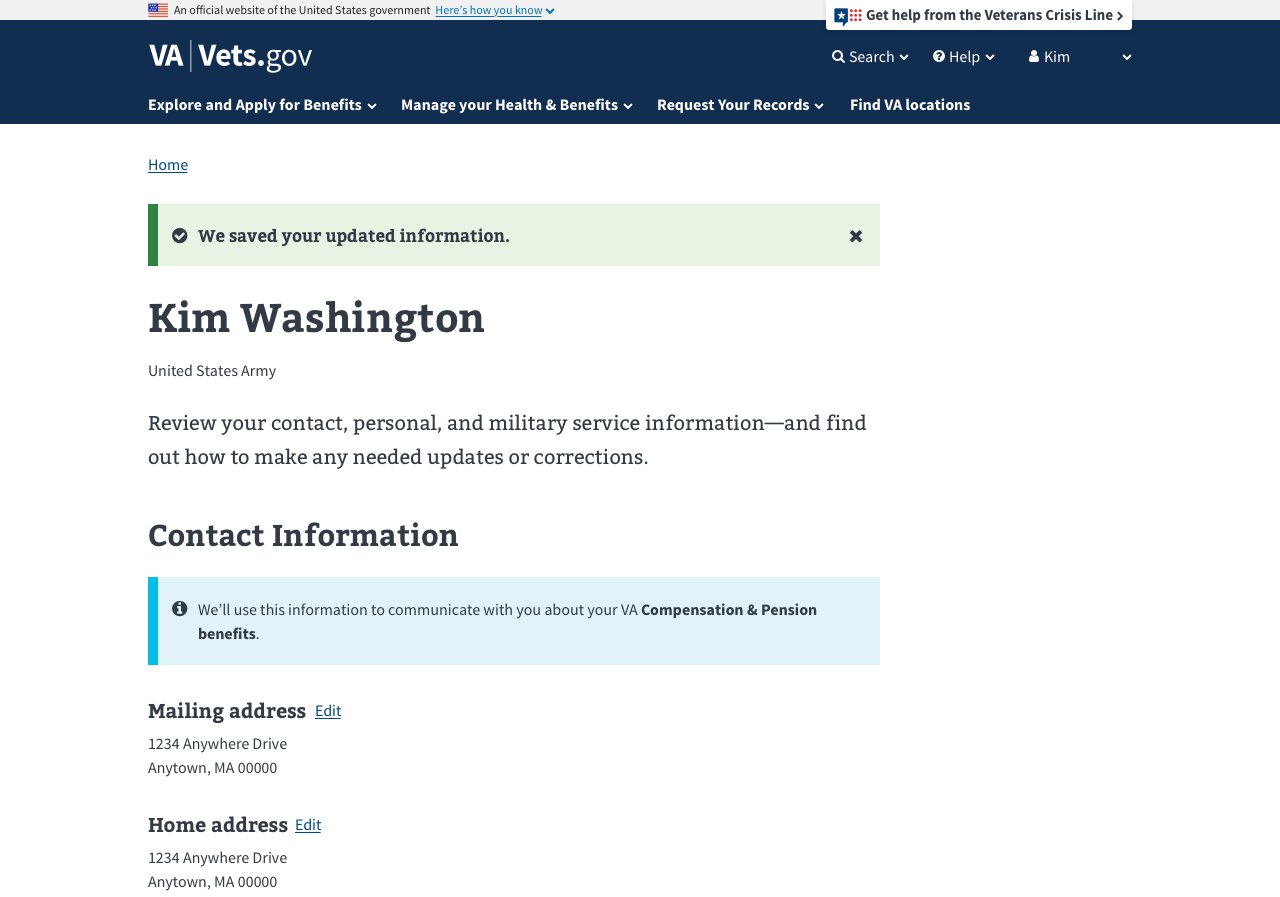 An official website of the United States government Here's how you know
Get help from the Veterans Crisis Line
VA Vets.gov
Search Help Kim
Explore and Apply for Benefits Manage your Health & Benefits Request Your Records Find VA locations
Home
We saved your updated information.
Kim Washington
United States Army
Review your contact, personal, and military service information—and find
out how to make any needed updates or corrections.
Contact Information
We'll use this information to communicate with you about your VA Compensation & Pension
benefits.
Mailing address Edit
1234 Anywhere Drive
Anytown, MA 00000
Home address Edit
1234 Anywhere Drive
Anytown, MA 00000